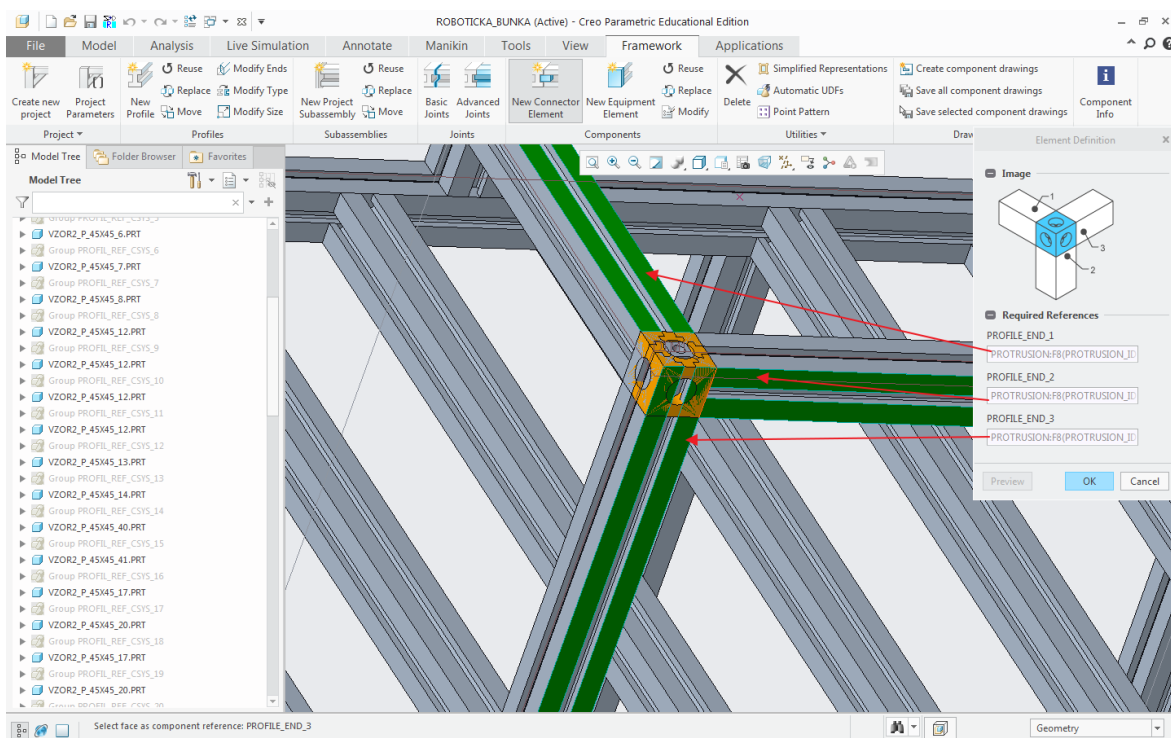 ROBOTICKA_BUNKA (Active) - Creo Parametric Educational Edition
File Model Analysis Live Simulation Annotate Manikin Tools View Framework Applications
Create new project
Project Parameters
New Profile
Reuse
Replace
Move
Modify Ends
Modify Type
Modify Size
New Project Subassembly
Reuse
Replace
Move
Basic Joints
Advanced Joints
New Connector Element
New Equipment Element
Reuse
Replace
Modify
Delete
Simplified Representations
Automatic UDFs
Point Pattern
Create component drawings
Save all component drawings
Save selected component drawings
Component Info
Project Profiles Subassemblies Joints Components Utilities Draw
Model Tree Folder Browser Favorites
Model Tree
Group PROFIL_REF_CSYS_5
VZOR2_P_45X45_6.PRT
Group PROFIL_REF_CSYS_6
VZOR2_P_45X45_7.PRT
Group PROFIL_REF_CSYS_7
VZOR2_P_45X45_8.PRT
Group PROFIL_REF_CSYS_8
VZOR2_P_45X45_12.PRT
Group PROFIL_REF_CSYS_9
VZOR2_P_45X45_12.PRT
Group PROFIL_REF_CSYS_10
VZOR2_P_45X45_12.PRT
Group PROFIL_REF_CSYS_11
VZOR2_P_45X45_12.PRT
Group PROFIL_REF_CSYS_12
VZOR2_P_45X45_13.PRT
Group PROFIL_REF_CSYS_13
VZOR2_P_45X45_14.PRT
Group PROFIL_REF_CSYS_14
VZOR2_P_45X45_40.PRT
Group PROFIL_REF_CSYS_15
VZOR2_P_45X45_41.PRT
Group PROFIL_REF_CSYS_16
VZOR2_P_45X45_17.PRT
Group PROFIL_REF_CSYS_17
VZOR2_P_45X45_20.PRT
Group PROFIL_REF_CSYS_18
VZOR2_P_45X45_17.PRT
Group PROFIL_REF_CSYS_19
VZOR2_P_45X45_20.PRT
Group PROFIL_REF_CSYS_20
Element Definition
Image
1
3
2
Required References
PROFILE_END_1
PROTRUSION:F8(PROTRUSION_ID
PROFILE_END_2
PROTRUSION:F8(PROTRUSION_ID
PROFILE_END_3
PROTRUSION:F8(PROTRUSION_ID
Preview OK Cancel
Select face as component reference: PROFILE_END_3
Geometry